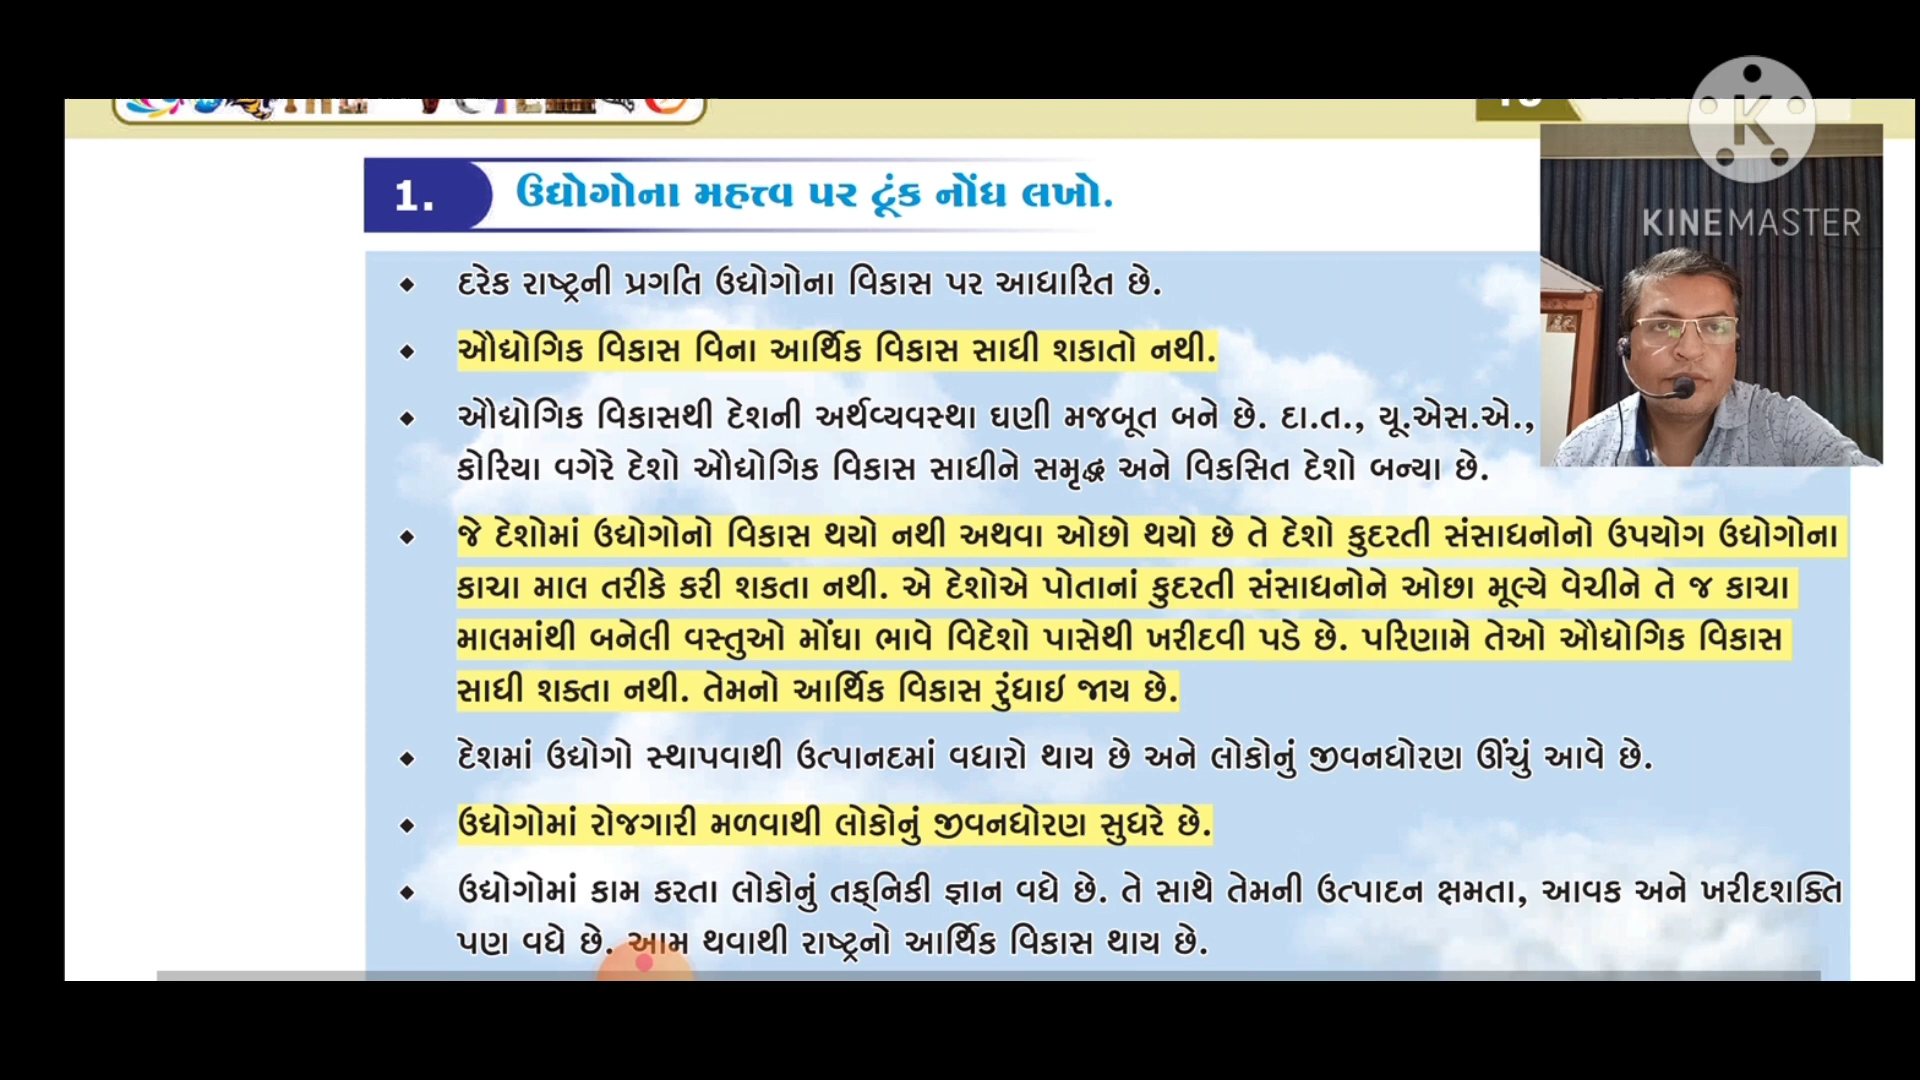 1. ઉદ્યોગોના મહત્ત્વ પર ટૂંક નોંધ લખો.
KINEMASTER
દરેક રાષ્ટ્રની પ્રગતિ ઉદ્યોગોના વિકાસ પર આધારિત છે.
ઔદ્યોગિક વિકાસ વિના આર્થિક વિકાસ સાધી શકાતો નથી.
ઔદ્યોગિક વિકાસથી દેશની અર્થવ્યવસ્થા ઘણી મજબૂત બને છે. દા.ત., યૂ.એસ.એ.,
કોરિયા વગેરે દેશો ઔદ્યોગિક વિકાસ સાધીને સમૃદ્ધ અને વિકસિત દેશો બન્યા છે.
જે દેશોમાં ઉદ્યોગોનો વિકાસ થયો નથી અથવા ઓછો થયો છે તે દેશો કુદરતી સંસાધનોનો ઉપયોગ ઉદ્યોગોના
કાચા માલ તરીકે કરી શકતા નથી. એ દેશોએ પોતાનાં કુદરતી સંસાધનોને ઓછા મૂલ્યે વેચીને તે જ કાચા
માલમાંથી બનેલી વસ્તુઓ મોંઘા ભાવે વિદેશો પાસેથી ખરીદવી પડે છે. પરિણામે તેઓ ઔદ્યોગિક વિકાસ
સાધી શક્તા નથી. તેમનો આર્થિક વિકાસ રુંધાઇ જાય છે.
દેશમાં ઉદ્યોગો સ્થાપવાથી ઉત્પાનદમાં વધારો થાય છે અને લોકોનું જીવનધોરણ ઊંચું આવે છે.
ઉદ્યોગોમાં રોજગારી મળવાથી લોકોનું જીવનધોરણ સુધરે છે.
ઉદ્યોગોમાં કામ કરતા લોકોનું તક્‌નિકી જ્ઞાન વધે છે. તે સાથે તેમની ઉત્પાદન ક્ષમતા, આવક અને ખરીદશક્તિ
પણ વધે છે. આમ થવાથી રાષ્ટ્રનો આર્થિક વિકાસ થાય છે.